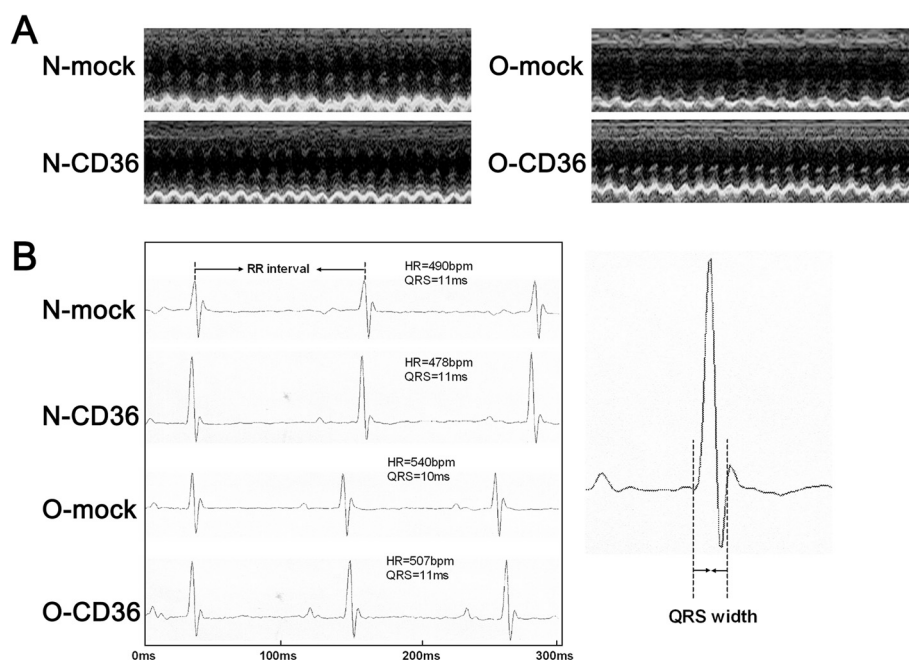 A
N-mock
O-mock
N-CD36
O-CD36
B
RR interval
HR=490bpm
QRS=11ms
N-mock
HR=478bpm
QRS=11ms
N-CD36
HR=540bpm
QRS=10ms
O-mock
HR=507bpm
QRS=11ms
O-CD36
0ms
100ms
200ms
300ms
QRS width